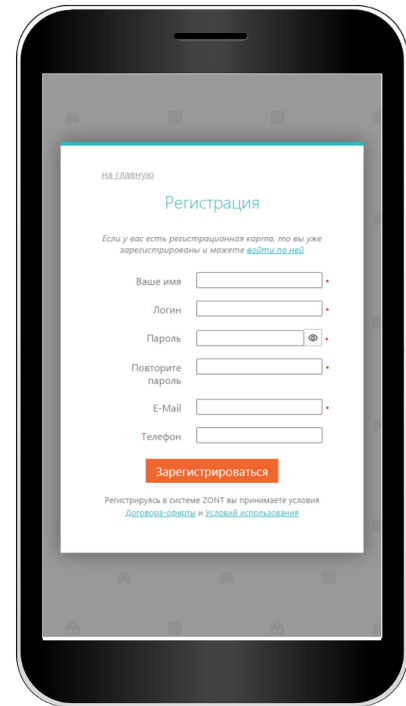 на главную
Регистрация
Если у вас есть регистрационная карта, то вы уже
зарегистрированы и можете войти по ней
Ваше имя *
Логин *
Пароль *
Повторите *
пароль
E-Mail *
Телефон
Зарегистрироваться
Регистрируясь в системе ZONT вы принимаете условия
Договора-оферты и Условий использования